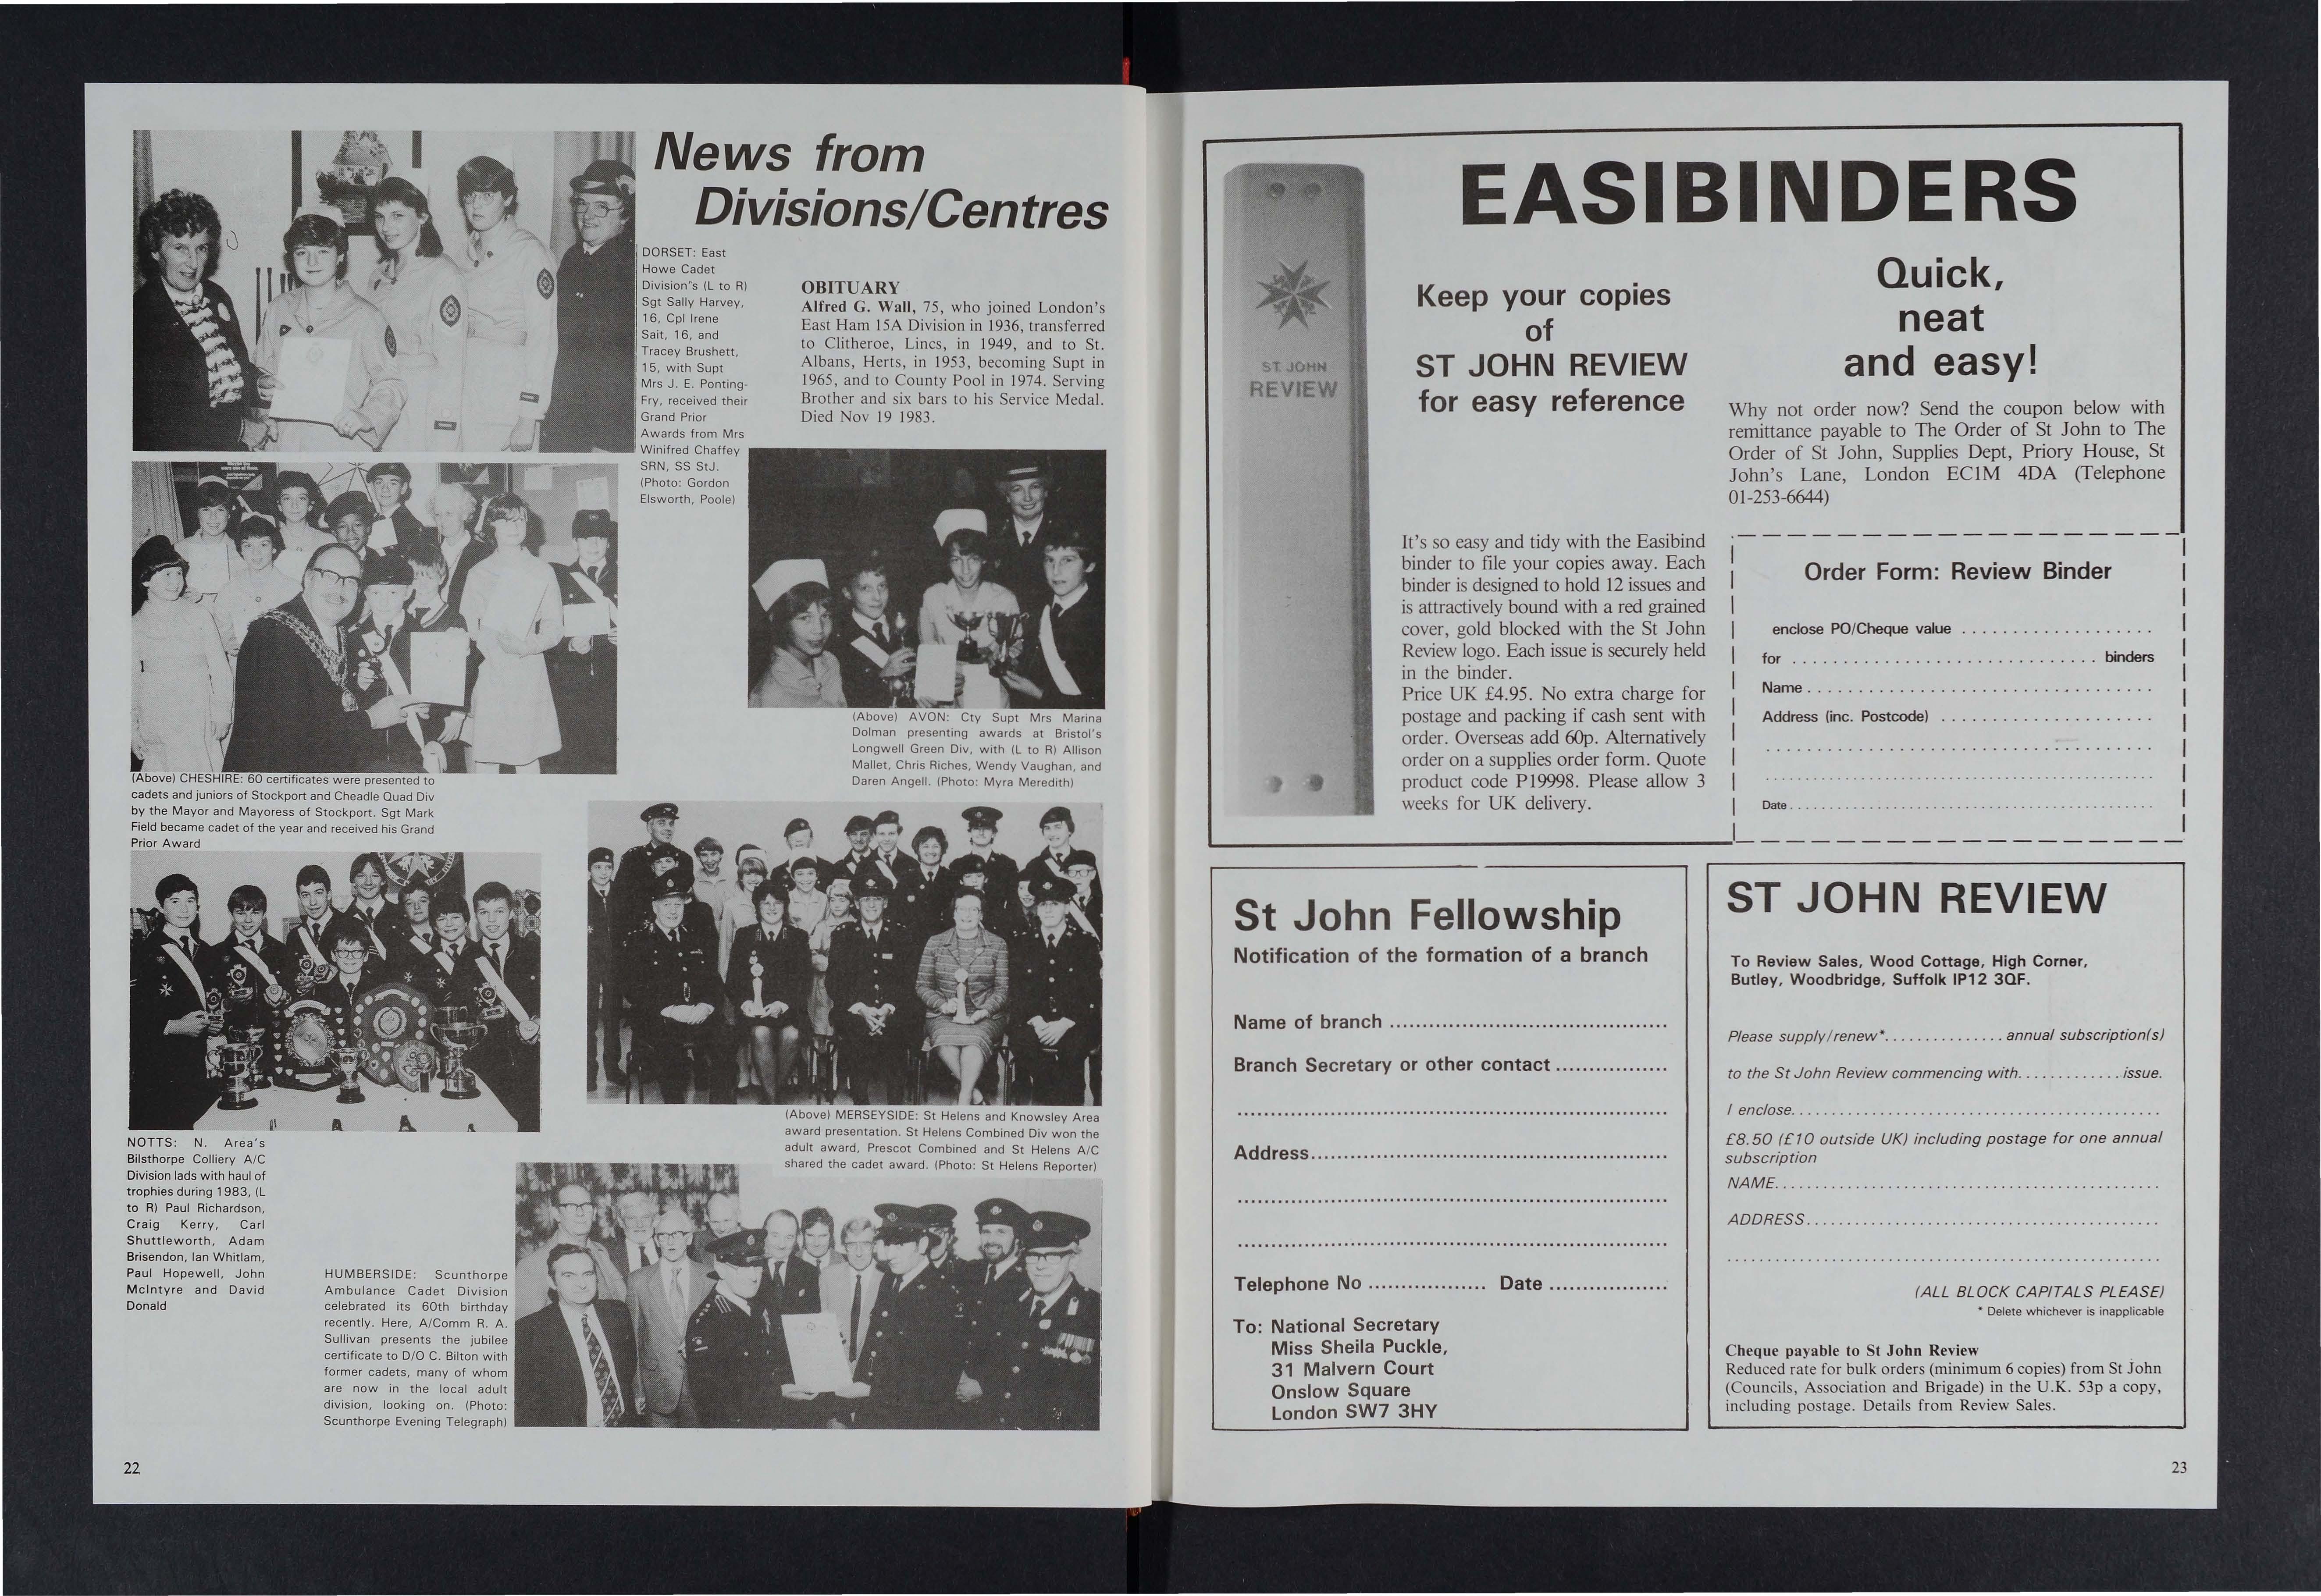 News from
Divisions/Centres
DORSET: East
Howe Cadet
Division's (L to R)
Sgt Sally Harvey,
16, Cpl Irene
Sait, 16, and
Tracey Brushett,
15, with Supt
Mrs J. E. Ponting-
Fry, received their
Grand Prior
Awards from Mrs
Winifred Chaffey
SRN, SS StJ.
(Photo: Gordon
Elsworth, Poole)
OBITUARY
Alfred G. Wall, 75, who joined London's
East Ham 15A Division in 1936, transferred
to Clitheroe, Lincs, in 1949, and to St.
Albans, Herts, in 1953, becoming Supt in
1965, and to County Pool in 1974. Serving
Brother and six bars to his Service Medal.
Died Nov 19 1983.
(Above) AVON: Cty Supt Mrs Marina
Dolman presenting awards at Bristol's
Longwell Green Div, with (L to R) Allison
Mallet, Chris Riches, Wendy Vaughan, and
Daren Angell. (Photo: Myra Meredith)
(Above) CHESHIRE: 60 certificates were presented to
cadets and juniors of Stockport and Cheadle Quad Div
by the Mayor and Mayoress of Stockport. Sgt Mark
Field became cadet of the year and received his Grand
Prior Award
(Above) MERSEYSIDE: St Helens and Knowsley Area
award presentation. St Helens Combined Div won the
adult award, Prescot Combined and St Helens A/C
shared the cadet award. (Photo: St Helens Reporter)
NOTTS: N. Area's
Bilsthorpe Colliery A/C
Division lads with haul of
trophies during 1983, (L
to R) Paul Richardson,
Craig Kerry, Carl
Shuttleworth, Adam
Brisendon, Ian Whitlam,
Paul Hopewell, John
McIntyre and David
Donald
HUMBERSIDE: Scunthorpe
Ambulance Cadet Division
celebrated its 60th birthday
recently. Here, A/Comm R. A.
Sullivan presents the jubilee
certificate to D/O C. Bilton with
former cadets, many of whom
are now in the local adult
division, looking on. (Photo:
Scunthorpe Evening Telegraph)
22
EASIBINDERS
ST. JOHN
REVIEW
Keep your copies
of
ST JOHN REVIEW
for easy reference
Quick,
neat
and easy!
Why not order now? Send the coupon below with
remittance payable to The Order of St John to The
Order of St John, Supplies Dept, Priory House, St
John's Lane, London EC1M 4DA (Telephone
01-253-6644)
It's so easy and tidy with the Easibind
binder to file your copies away. Each
binder is designed to hold 12 issues and
is attractively bound with a red grained
cover, gold blocked with the St John
Review logo. Each issue is securely held
in the binder.
Price UK £4.95. No extra charge for
postage and packing if cash sent with
order. Overseas add 60p. Alternatively
order on a supplies order form. Quote
product code P19998. Please allow 3
weeks for UK delivery.
Order Form: Review Binder
enclose PO/Cheque value ...................
for .............................. binders
Name..................................
Address (inc. Postcode) .....................
......................................
......................................
Date....................................
St John Fellowship
Notification of the formation of a branch
Name of branch ..........................................
Branch Secretary or other contact .................
.................................................................
Address......................................................
.................................................................
.................................................................
Telephone No .................. Date ..................
To: National Secretary
Miss Sheila Puckle,
31 Malvern Court
Onslow Square
London SW7 3HY
ST JOHN REVIEW
To Review Sales, Wood Cottage, High Corner,
Butley, Woodbridge, Suffolk IP12 3QF.
Please supply/renew*............... annual subscription(s)
to the St John Review commencing with............. issue.
I enclose..............................................
£8.50 (£10 outside UK) including postage for one annual
subscription
NAME................................................
ADDRESS............................................
......................................................
(ALL BLOCK CAPITALS PLEASE)
* Delete whichever is inapplicable
Cheque payable to St John Review
Reduced rate for bulk orders (minimum 6 copies) from St John
(Councils, Association and Brigade) in the U.K. 53p a copy,
including postage. Details from Review Sales.
23